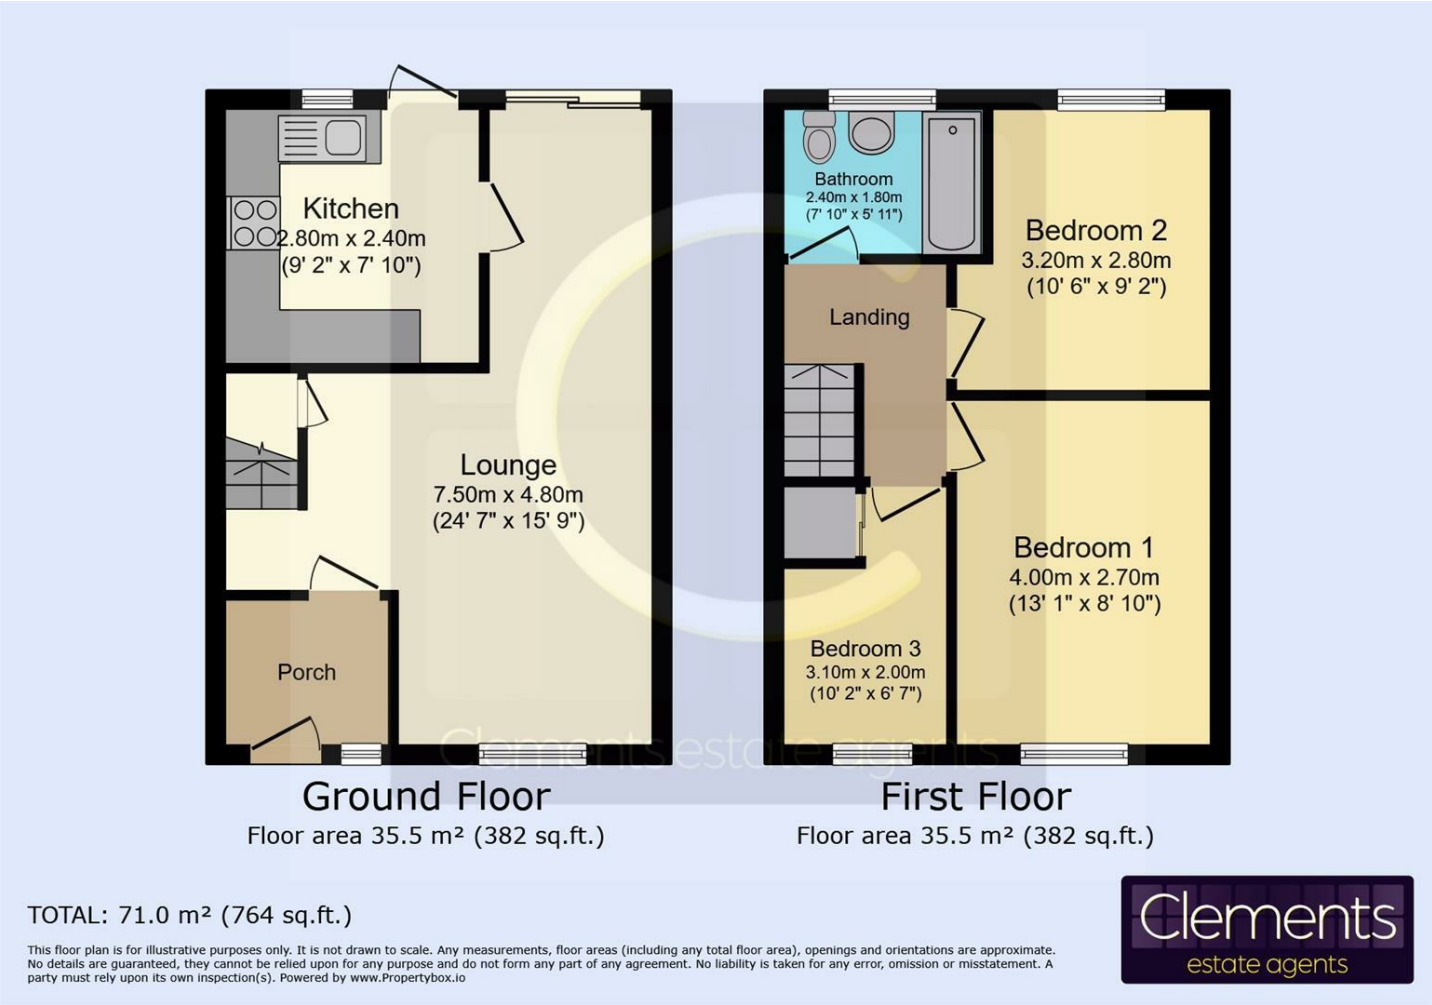 Kitchen
2.80m x 2.40m
(9' 2" x 7' 10")
Lounge
7.50m x 4.80m
(24' 7" x 15' 9")
Porch
Bathroom
2.40m x 1.80m
(7' 10" x 5' 11")
Bedroom 2
3.20m x 2.80m
(10' 6" x 9' 2")
Landing
Bedroom 1
4.00m x 2.70m
(13' 1" x 8' 10")
Bedroom 3
3.10m x 2.00m
(10' 2" x 6' 7")
Clements estate agents
Ground Floor
Floor area 35.5 m² (382 sq.ft.)
First Floor
Floor area 35.5 m² (382 sq.ft.)
TOTAL: 71.0 m² (764 sq.ft.)
This floor plan is for illustrative purposes only. It is not drawn to scale. Any measurements, floor areas (including any total floor area), openings and orientations are approximate.
No details are guaranteed, they cannot be relied upon for any purpose and do not form any part of any agreement. No liability is taken for any error, omission or misstatement. A
party must rely upon its own inspection(s). Powered by www.Propertybox.io
Clements
estate agents